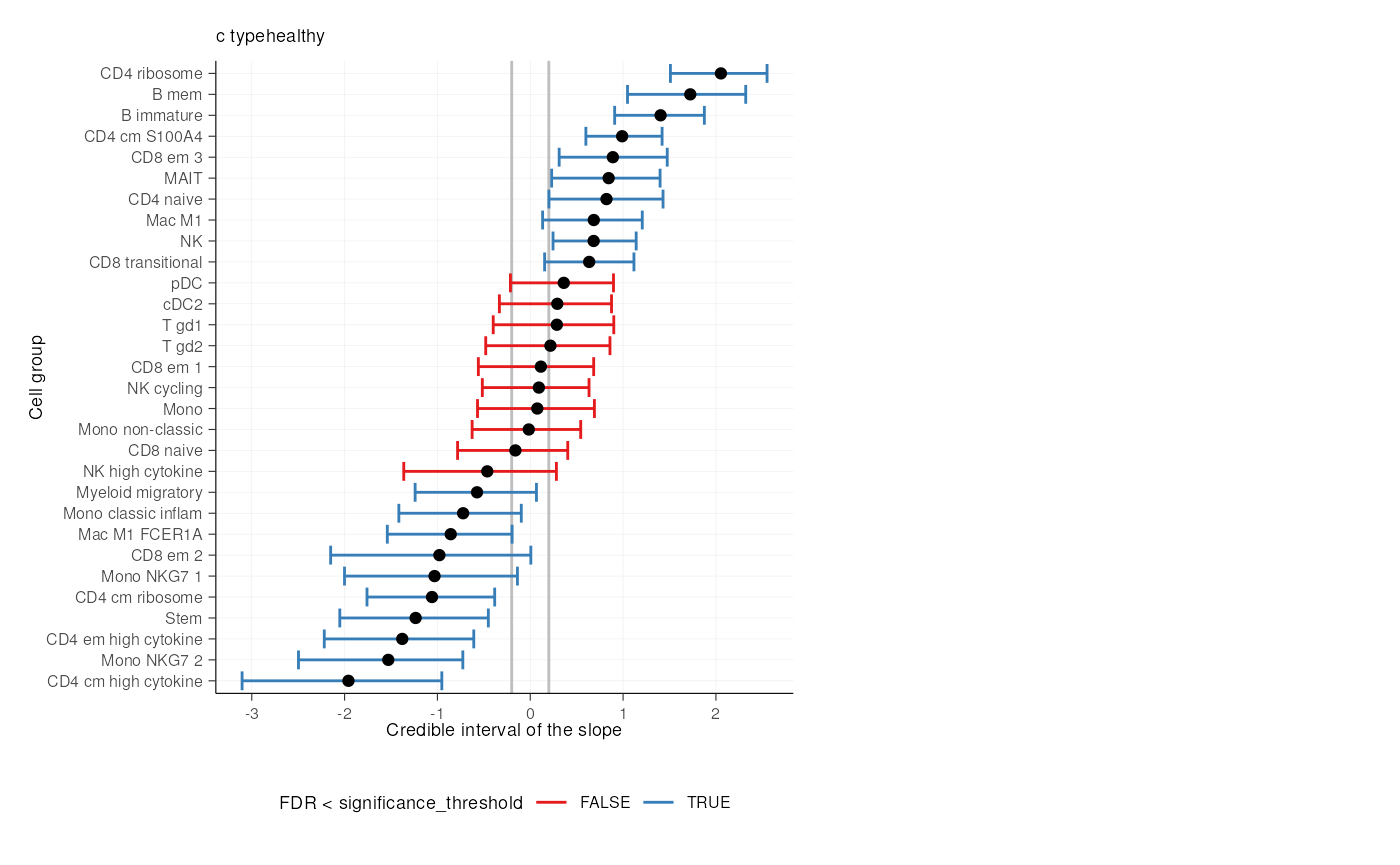 c typehealthy
CD4 ribosome
B mem
B immature
CD4 cm S100A4
CD8 em 3
MAIT
CD4 naive
Mac M1
NK
CD8 transitional
pDC
cDC2
T gd1
T gd2
CD8 em 1
NK cycling
Mono
Mono non-classic
CD8 naive
NK high cytokine
Myeloid migratory
Mono classic inflam
Mac M1 FCER1A
CD8 em 2
Mono NKG7 1
CD4 cm ribosome
Stem
CD4 em high cytokine
Mono NKG7 2
CD4 cm high cytokine
Cell group
-3 -2 -1 0 1 2
Credible interval of the slope
FDR < significance_threshold FALSE TRUE